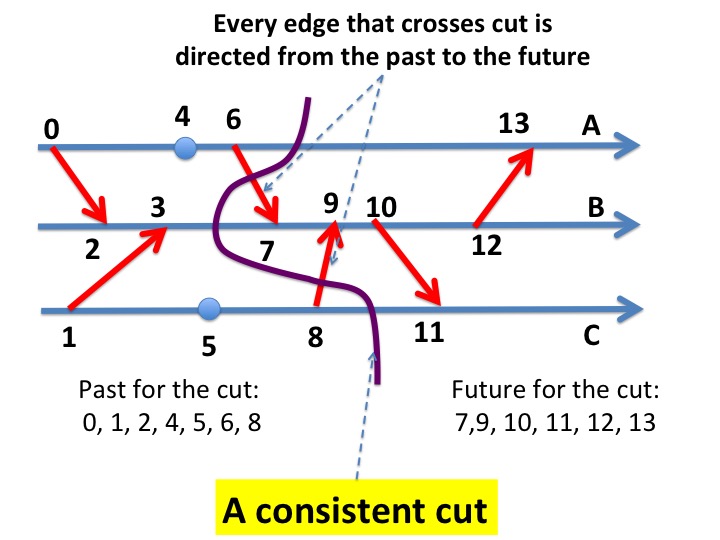 Every edge that crosses cut is
directed from the past to the future
0
4
6
13
A
3
9
10
B
2
7
12
1
5
8
11
C
Past for the cut:
0, 1, 2, 4, 5, 6, 8
Future for the cut:
7,9, 10, 11, 12, 13
A consistent cut